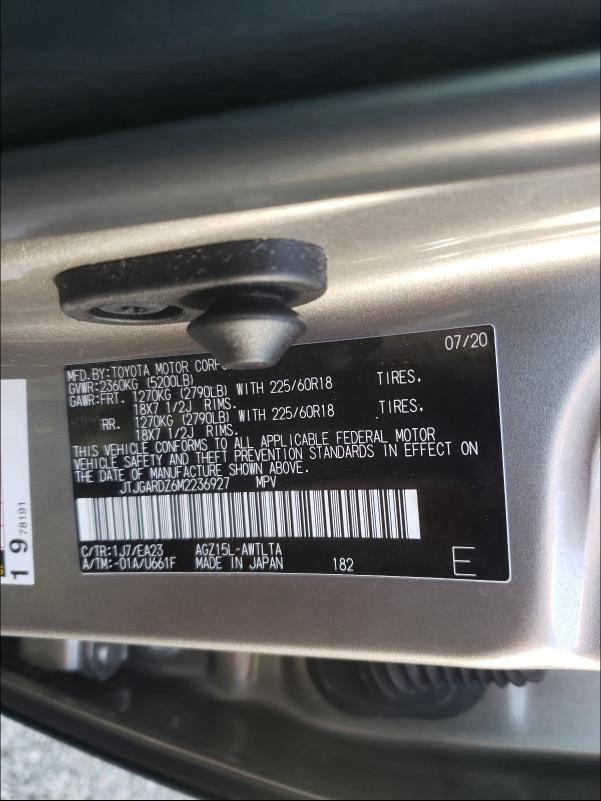 07/20
MFD.BY:TOYOTA MOTOR CORPO
GVWR:2360KG (5200LB)
GAWR:FRT. 1270KG (2790LB) WITH 225/60R18 TIRES,
18X7 1/2J RIMS.
RR. 1270KG (2790LB) WITH 225/60R18 TIRES,
18X7 1/2J RIMS.
THIS VEHICLE CONFORMS TO ALL APPLICABLE FEDERAL MOTOR
VEHICLE SAFETY AND THEFT PREVENTION STANDARDS IN EFFECT ON
THE DATE OF MANUFACTURE SHOWN ABOVE.
JTJGARDZ6M2236927 MPV
C/TR:1J7/EA23 AGZ15L-AWTLTA
A/TM:-01A/U661F MADE IN JAPAN 182 E
19 78191